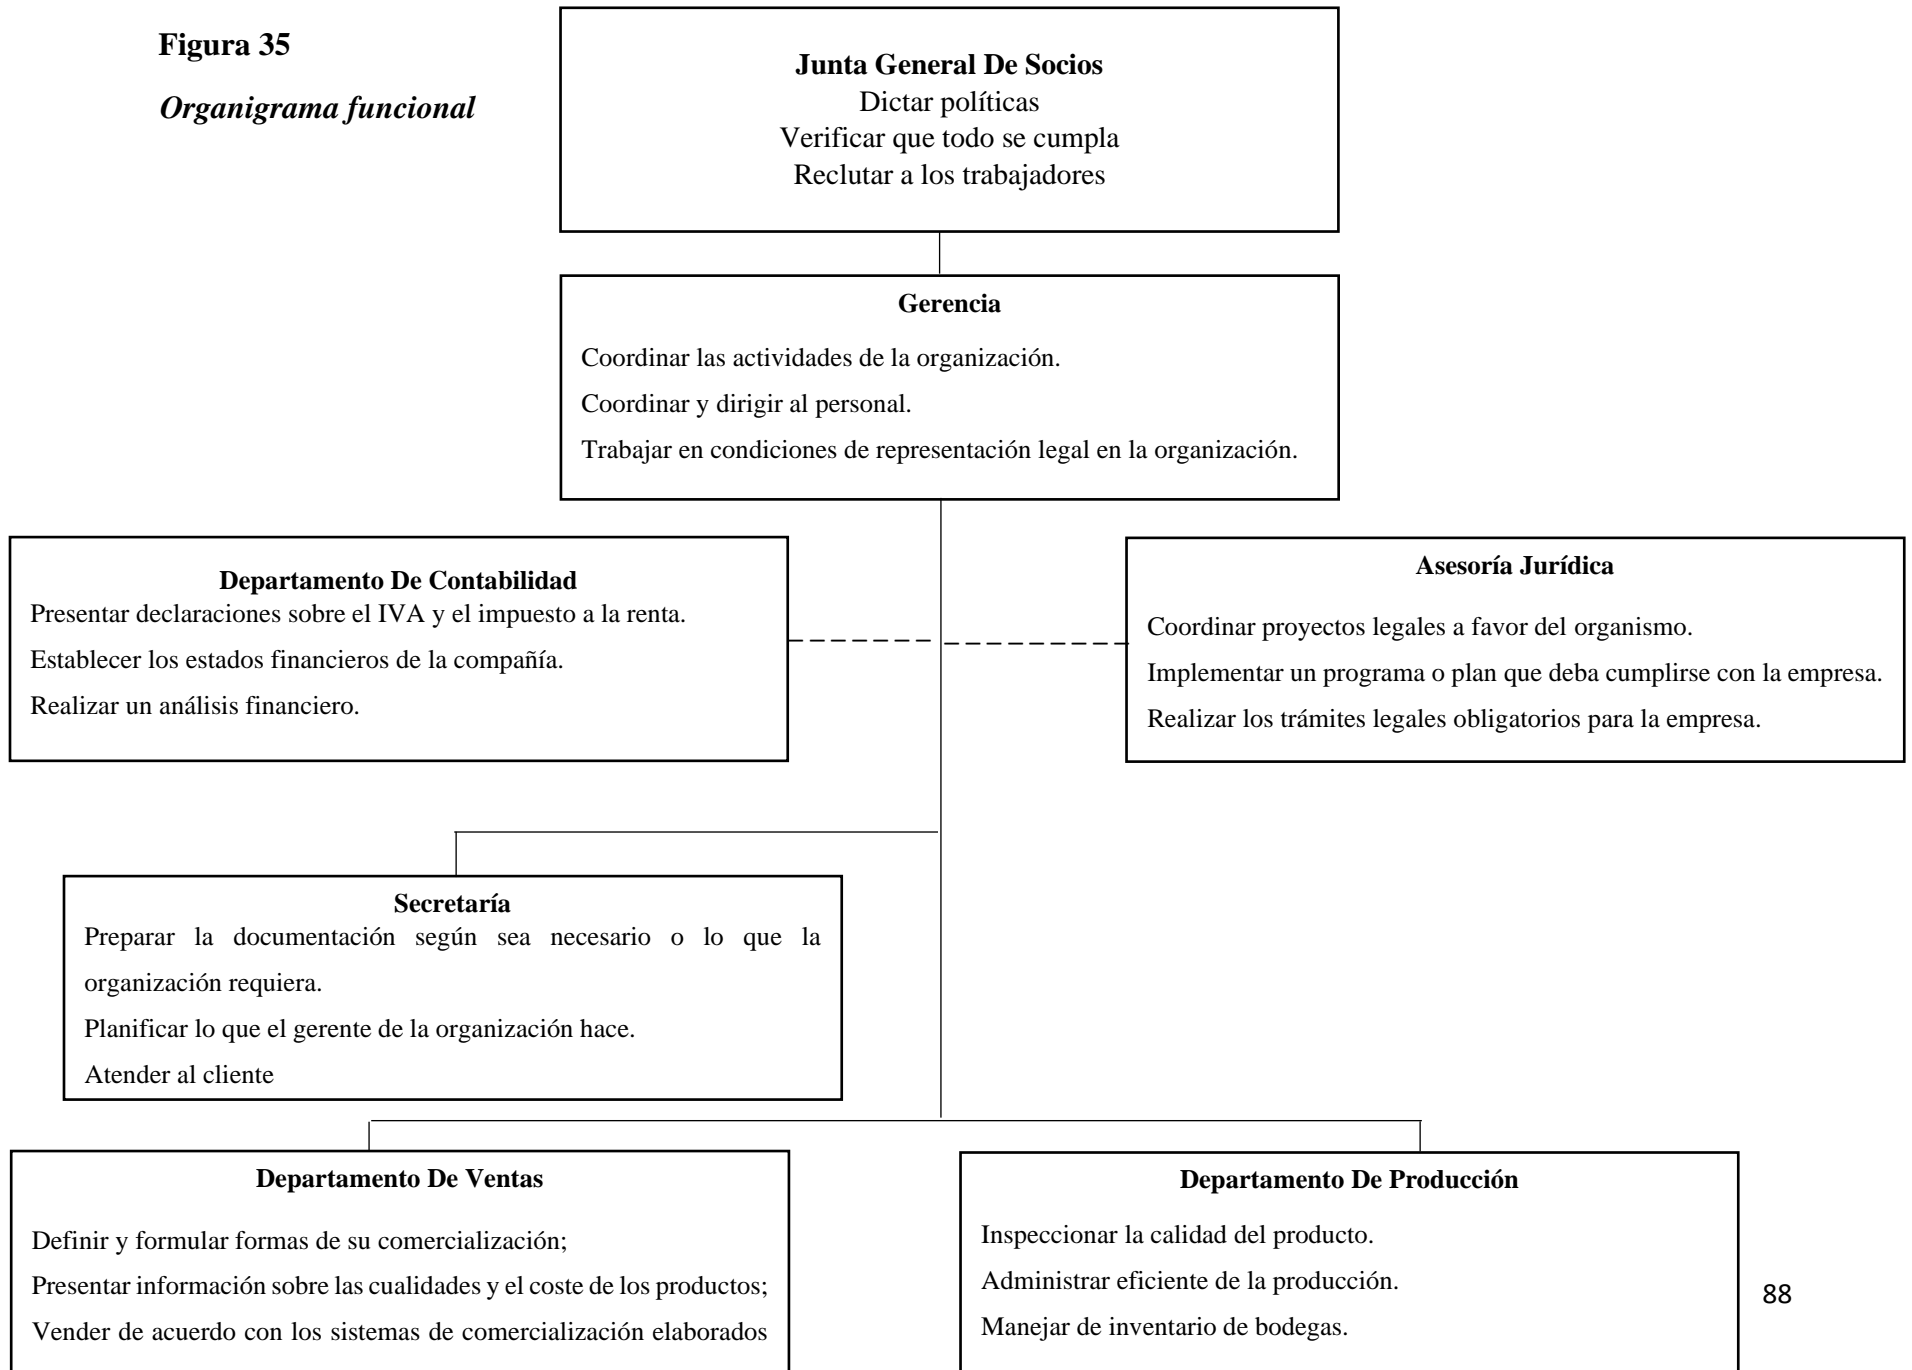 Figura 35
Organigrama funcional
Junta General De Socios
Dictar políticas
Verificar que todo se cumpla
Reclutar a los trabajadores
Gerencia
Coordinar las actividades de la organización.
Coordinar y dirigir al personal.
Trabajar en condiciones de representación legal en la organización.
Departamento De Contabilidad
Presentar declaraciones sobre el IVA y el impuesto a la renta.
Establecer los estados financieros de la compañía.
Realizar un análisis financiero.
Asesoría Jurídica
Coordinar proyectos legales a favor del organismo.
Implementar un programa o plan que deba cumplirse con la empresa.
Realizar los trámites legales obligatorios para la empresa.
Secretaría
Preparar la documentación según sea necesario o lo que la
organización requiera.
Planificar lo que el gerente de la organización hace.
Atender al cliente
Departamento De Ventas
Definir y formular formas de su comercialización;
Presentar información sobre las cualidades y el coste de los productos;
Vender de acuerdo con los sistemas de comercialización elaborados
Departamento De Producción
Inspeccionar la calidad del producto.
Administrar eficiente de la producción.
Manejar de inventario de bodegas.
88